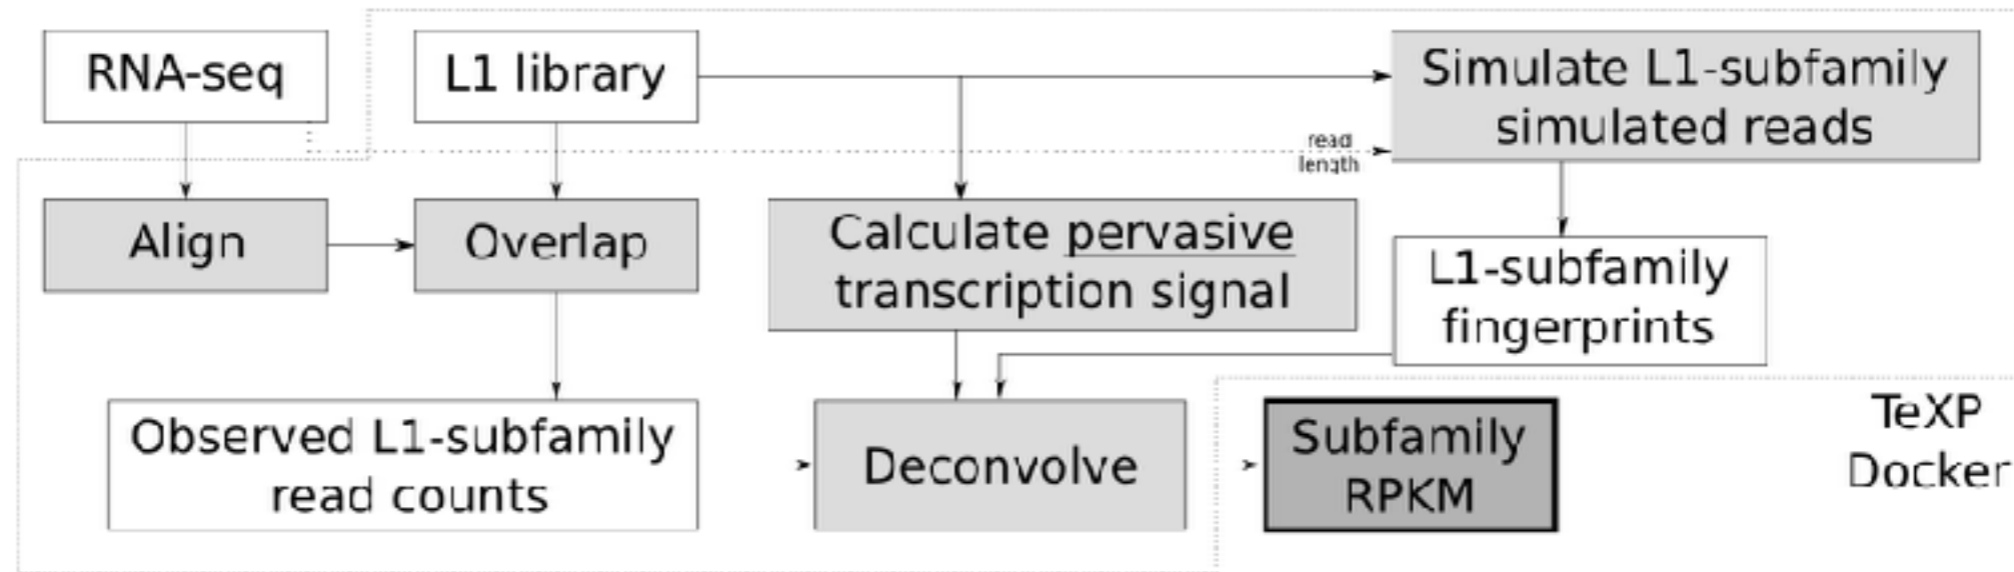 RNA-seq
L1 library
Simulate L1-subfamily
simulated reads
read
length
Align
Overlap
Calculate pervasive
transcription signal
L1-subfamily
fingerprints
Observed L1-subfamily
read counts
Deconvolve
Subfamily
RPKM
TeXP
Docker